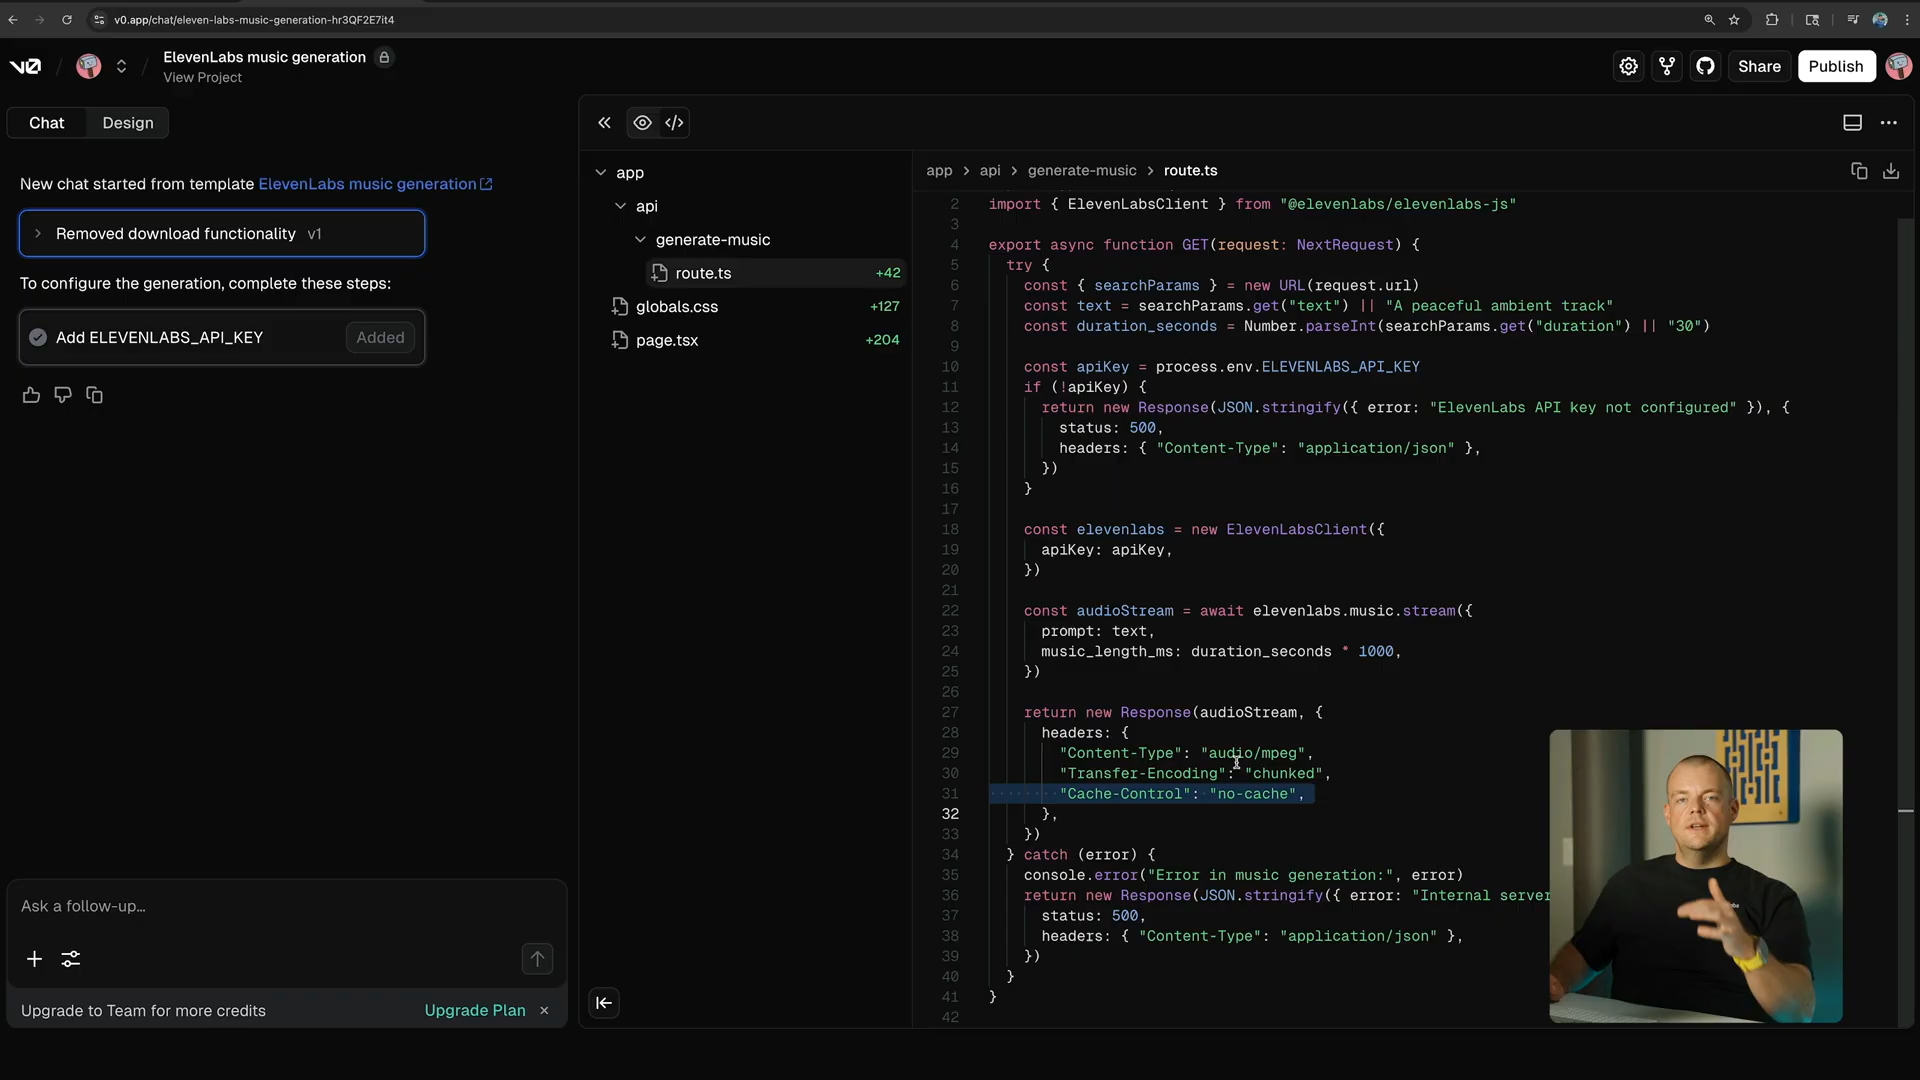 v0.app/chat/eleven-labs-music-generation-hr3QF2E7it4
v0
ElevenLabs music generation
View Project
Share
Publish
Chat
Design
New chat started from template ElevenLabs music generation
Removed download functionality v1
To configure the generation, complete these steps:
Add ELEVENLABS_API_KEY
Added
Ask a follow-up...
Upgrade to Team for more credits
Upgrade Plan
app
api
generate-music
route.ts +42
globals.css +127
page.tsx +204
app > api > generate-music > route.ts
2 import { ElevenLabsClient } from "@elevenlabs/elevenlabs-js"
3
4 export async function GET(request: NextRequest) {
5 try {
6 const { searchParams } = new URL(request.url)
7 const text = searchParams.get("text") || "A peaceful ambient track"
8 const duration_seconds = Number.parseInt(searchParams.get("duration") || "30")
9
10 const apiKey = process.env.ELEVENLABS_API_KEY
11 if (!apiKey) {
12 return new Response(JSON.stringify({ error: "ElevenLabs API key not configured" }), {
13 status: 500,
14 headers: { "Content-Type": "application/json" },
15 })
16 }
17
18 const elevenlabs = new ElevenLabsClient({
19 apiKey: apiKey,
20 })
21
22 const audioStream = await elevenlabs.music.stream({
23 prompt: text,
24 music_length_ms: duration_seconds * 1000,
25 })
26
27 return new Response(audioStream, {
28 headers: {
29 "Content-Type": "audio/mpeg",
30 "Transfer-Encoding": "chunked",
31 "Cache-Control": "no-cache",
32 },
33 })
34 } catch (error) {
35 console.error("Error in music generation:", error)
36 return new Response(JSON.stringify({ error: "Internal server
37 status: 500,
38 headers: { "Content-Type": "application/json" },
39 })
40 }
41 }
42